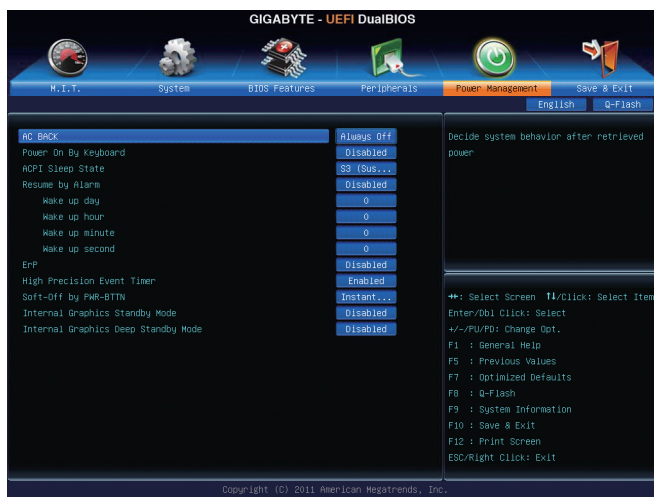 GIGABYTE - UEFI DualBIOS
M.I.T. System BIOS Features Peripherals Power Management Save & Exit
English Q-Flash
AC BACK Always Off
Power On By Keyboard Disabled
ACPI Sleep State S3 (Sus...
Resume by Alarm Disabled
Wake up day 0
Wake up hour 0
Wake up minute 0
Wake up second 0
ErP Disabled
High Precision Event Timer Enabled
Soft-Off by PWR-BTTN Instant...
Internal Graphics Standby Mode Disabled
Internal Graphics Deep Standby Mode Disabled
Decide system behavior after retrieved
power
→←: Select Screen ↑↓/Click: Select Item
Enter/Dbl Click: Select
+/-/PU/PD: Change Opt.
F1 : General Help
F5 : Previous Values
F7 : Optimized Defaults
F8 : Q-Flash
F9 : System Information
F10 : Save & Exit
F12 : Print Screen
ESC/Right Click: Exit
Copyright (C) 2011 American Megatrends, Inc.